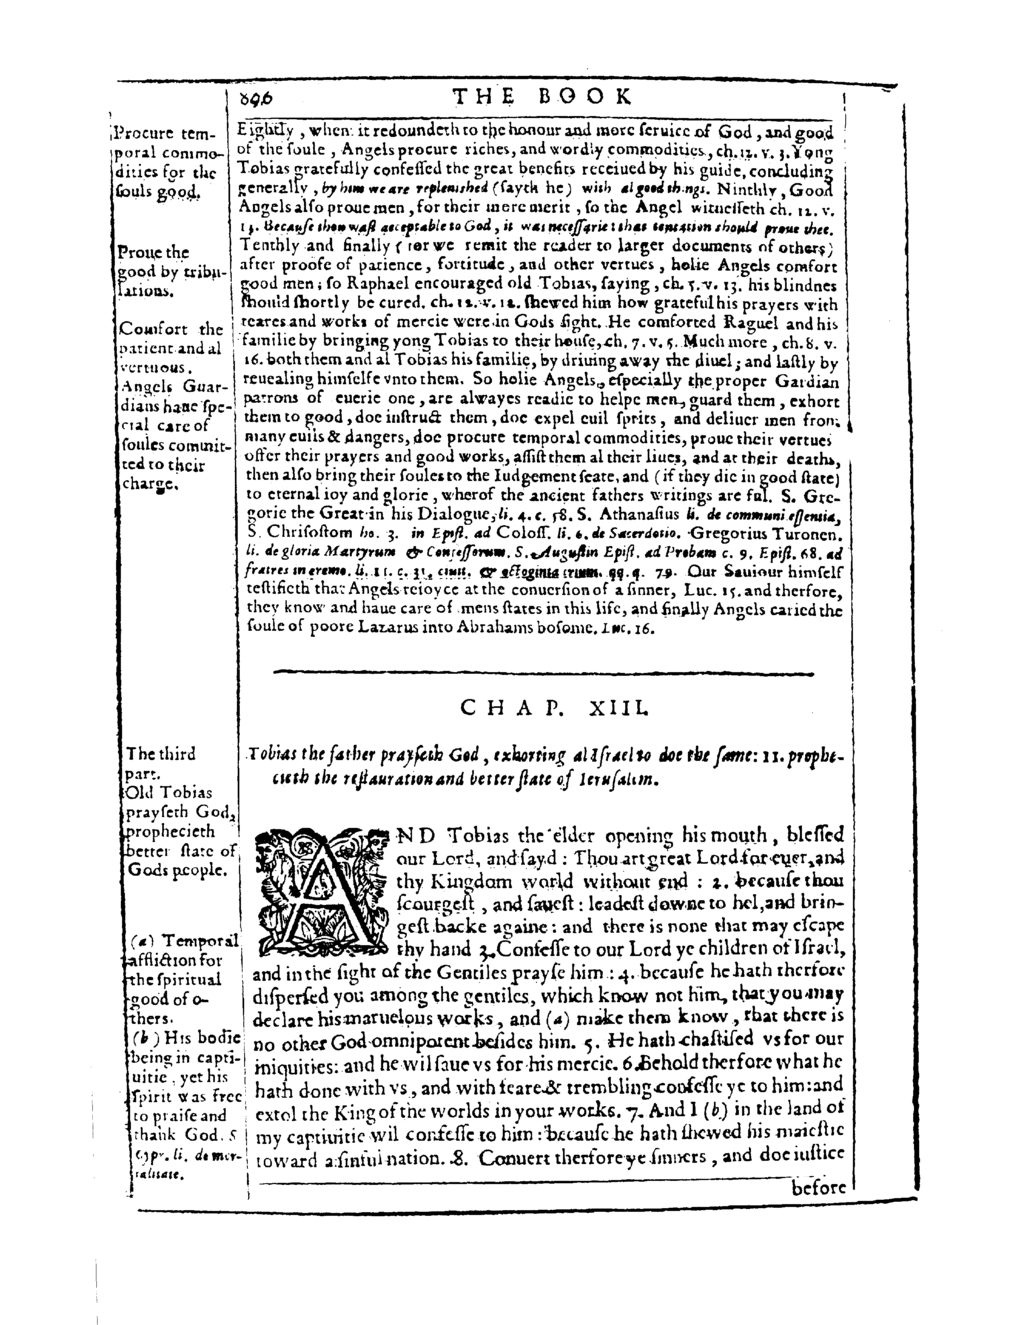 896 THE BOOK
Procure tem-
poral commo-
dities for the
souls good.
Proue the
good by tribu-
lations.
Comfort the
patient and al
vertuous.
Angels Guar-
dians haue spe-
cial care of
soules commit-
ted to their
charge.
Eightly, when it redoundeth to the honour and more seruice of God, and good
of the soule, Angels procure riches, and wordly commodities, ch. 12. v. 3. Yong
Tobias gratefully confessed the great benefits receiued by his guide, concluding
generally, by him we are replenished (sayth he) with al good things. Ninthly, Good
Angels also proue men, for their more merit, so the Angel witnesseth ch. 12. v.
13. Because thou wast acceptable to God, it was necessarie that tentation should proue thee.
Tenthly and finally (for we remit the reader to larger documents of others)
after proofe of patience, fortitude, and other vertues, holie Angels comfort
good men; so Raphael encouraged old Tobias, saying, ch. 5. v. 13. his blindnes
should shortly be cured. ch. 12. v. 12. shewed him how grateful his prayers with
teares and works of mercie were in Gods sight. He comforted Raguel and his
familie by bringing yong Tobias to their house, ch. 7. v. 5. Much more, ch. 8. v.
16. both them and al Tobias his familie, by driuing away the diuel; and lastly by
reuealing himselfe vnto them. So holie Angels, especially the proper Gardian
patrons of euerie one, are alwayes readie to helpe men, guard them, exhort
them to good, doe instruct them, doe expel euil sprits, and deliuer men from
many euils & dangers, doe procure temporal commodities, proue their vertues
offer their prayers and good works, assist them al their liues, and at their deaths,
then also bring their soules to the Iudgement seate, and (if they die in good state)
to eternal ioy and glorie, wherof the ancient fathers writings are ful. S. Gre-
gorie the Great in his Dialogue, li. 4. c. 58. S. Athanasius li. de communi essentia,
S. Chrisostom ho. 3. in Epist. ad Coloss. li. 6. de Sacerdotio. Gregorius Turonen.
li. de gloria Martyrum & Confessorum. S. Augustin Epist. ad Probam c. 9. Epist. 68. ad
fratres in eremo. li. 11. c. 31. ciuit. & octoginta trium. qq. q. 79. Our Sauiour himself
testifieth that Angels reioyce at the conuersion of a sinner, Luc. 15. and therfore,
they know and haue care of mens states in this life, and finally Angels caried the
soule of poore Lazarus into Abrahams bosome. Luc. 16.
CHAP. XIII.
The third
part.
Old Tobias
prayseth God,
prophecieth
better state of
Gods people.
Tobias the father prayseth God, exhorting al Israel to doe the same: 11. prophe-
cieth the restauration and better state of Ierusalem.
AND Tobias the elder opening his mouth, blessed
our Lord, and sayd: Thou art great Lord for euer, and
thy Kingdom world without end: 2. because thou
scourgest, and sauest: leadest downe to hel, and brin-
gest backe againe: and there is none that may escape
thy hand 3. Confesse to our Lord ye children of Israel,
and in the sight of the Gentiles prayse him: 4. because he hath therfore
dispersed you among the gentiles, which know not him, that you may
declare his maruelous works, and (a) make them know, that there is
no other God omnipotent besides him. 5. He hath chastised vs for our
iniquities: and he wil saue vs for his mercie. 6. Behold therfore what he
hath done with vs, and with feare & trembling confesse ye to him: and
extol the King of the worlds in your works. 7. And I (b) in the land of
my captiuitie wil confesse to him: because he hath shewed his maiestie
toward a sinful nation. 8. Conuert therfore ye sinners, and doe iustice
(a) Temporal
affliction for
the spiritual
good of o-
thers.
(b) His bodie
being in capti-
uitie, yet his
spirit was free
to praise and
thank God. S
Cypr. li. de mor-
talitate.
before